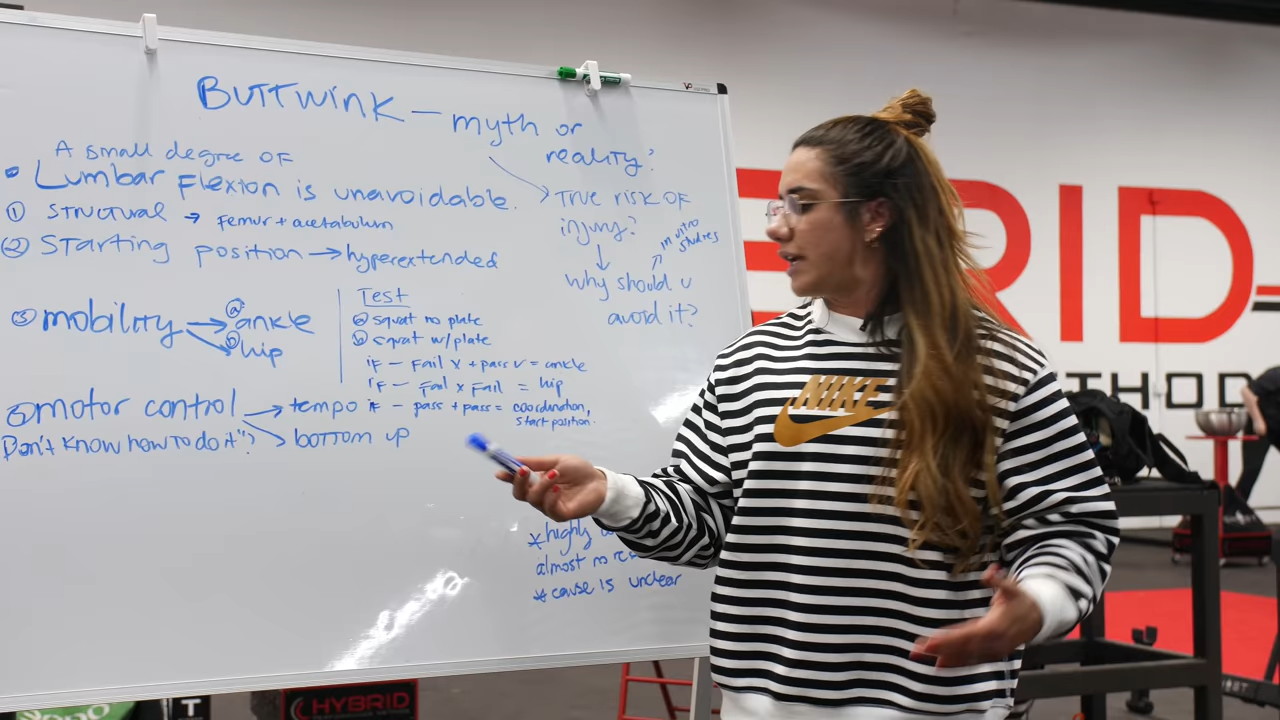 BUTTWINK — myth or
reality?
A small degree of
• Lumbar Flexion is unavoidable.
① structural → femur + acetabulum
② Starting position → hyperextended
③ mobility → ⓐ ankle
ⓑ hip
motor control → tempo
Don't know how to do it"? → bottom up
Test
ⓐ squat no plate
ⓑ squat w/plate
if - Fail x + pass v = ankle
if - Fail x Fail = hip
if - pass + pass = coordination,
start position.
→ True risk of
injury?
↓
why should u
avoid it?
in vitro
studies
* highly
almost no
* cause is unclear
NIKE
ERID
THOD
HYBRID